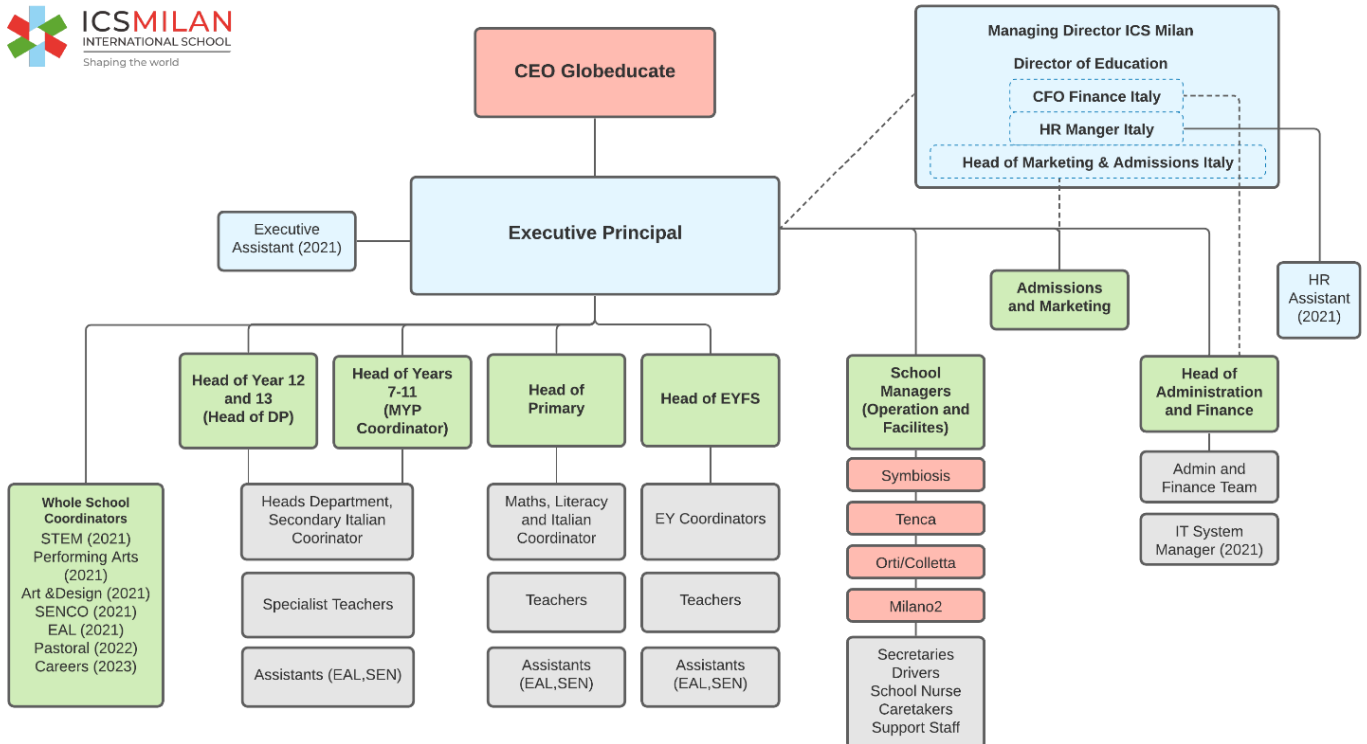 ICSMILAN
INTERNATIONAL SCHOOL
Shaping the world
CEO Globeducate
Managing Director ICS Milan
Director of Education
CFO Finance Italy
HR Manger Italy
Head of Marketing & Admissions Italy
Executive
Assistant (2021)
Executive Principal
Admissions
and Marketing
HR
Assistant
(2021)
Head of Year 12
and 13
(Head of DP)
Head of Years
7-11
(MYP
Coordinator)
Head of
Primary
Head of EYFS
School
Managers
(Operation and
Facilites)
Head of
Administration
and Finance
Whole School
Coordinators
STEM (2021)
Performing Arts
(2021)
Art &Design (2021)
SENCO (2021)
EAL (2021)
Pastoral (2022)
Careers (2023)
Heads Department,
Secondary Italian
Coorinator
Specialist Teachers
Assistants (EAL,SEN)
Maths, Literacy
and Italian
Coordinator
Teachers
Assistants
(EAL,SEN)
EY Coordinators
Teachers
Assistants
(EAL,SEN)
Symbiosis
Tenca
Orti/Colletta
Milano2
Secretaries
Drivers
School Nurse
Caretakers
Support Staff
Admin and
Finance Team
IT System
Manager (2021)